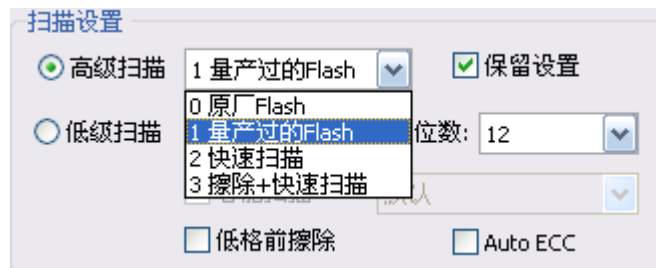 扫描设置
高级扫描 1 量产过的Flash 保留设置
0 原厂Flash
低级扫描 1 量产过的Flash 位数: 12
2 快速扫描
3 擦除+快速扫描
低格前擦除 Auto ECC